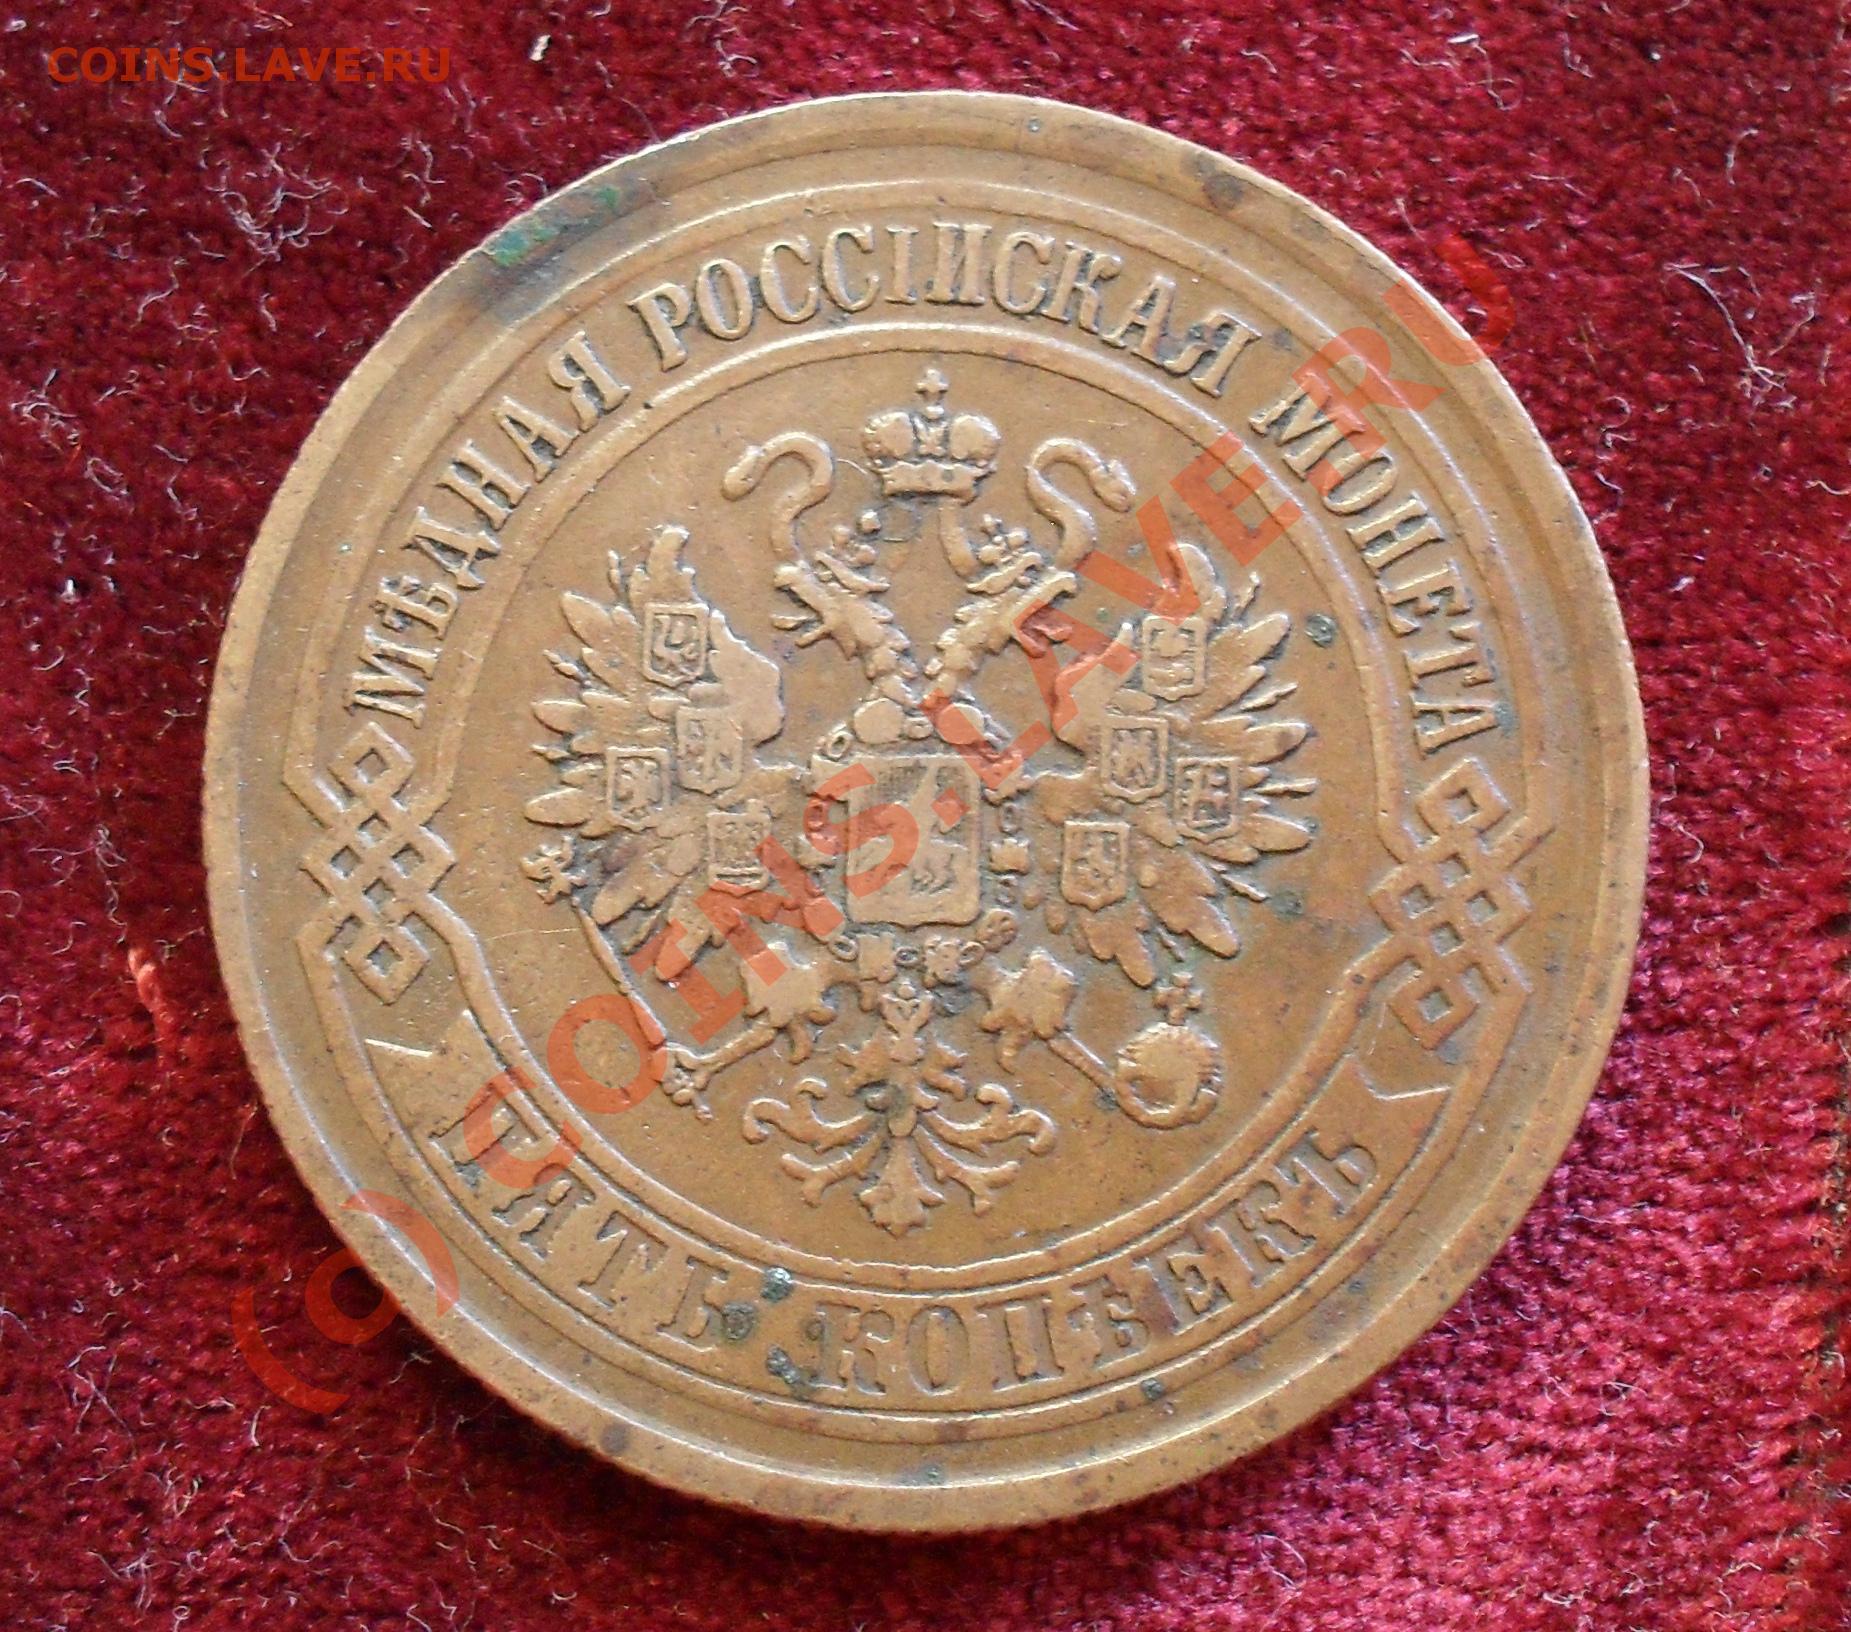 COINS.LAVE.RU
МѢДНАЯ РОССІЙСКАЯ МОНЕТА
ПЯТЬ КОПѢЕКЪ
(c) COINS.LAVE.RU